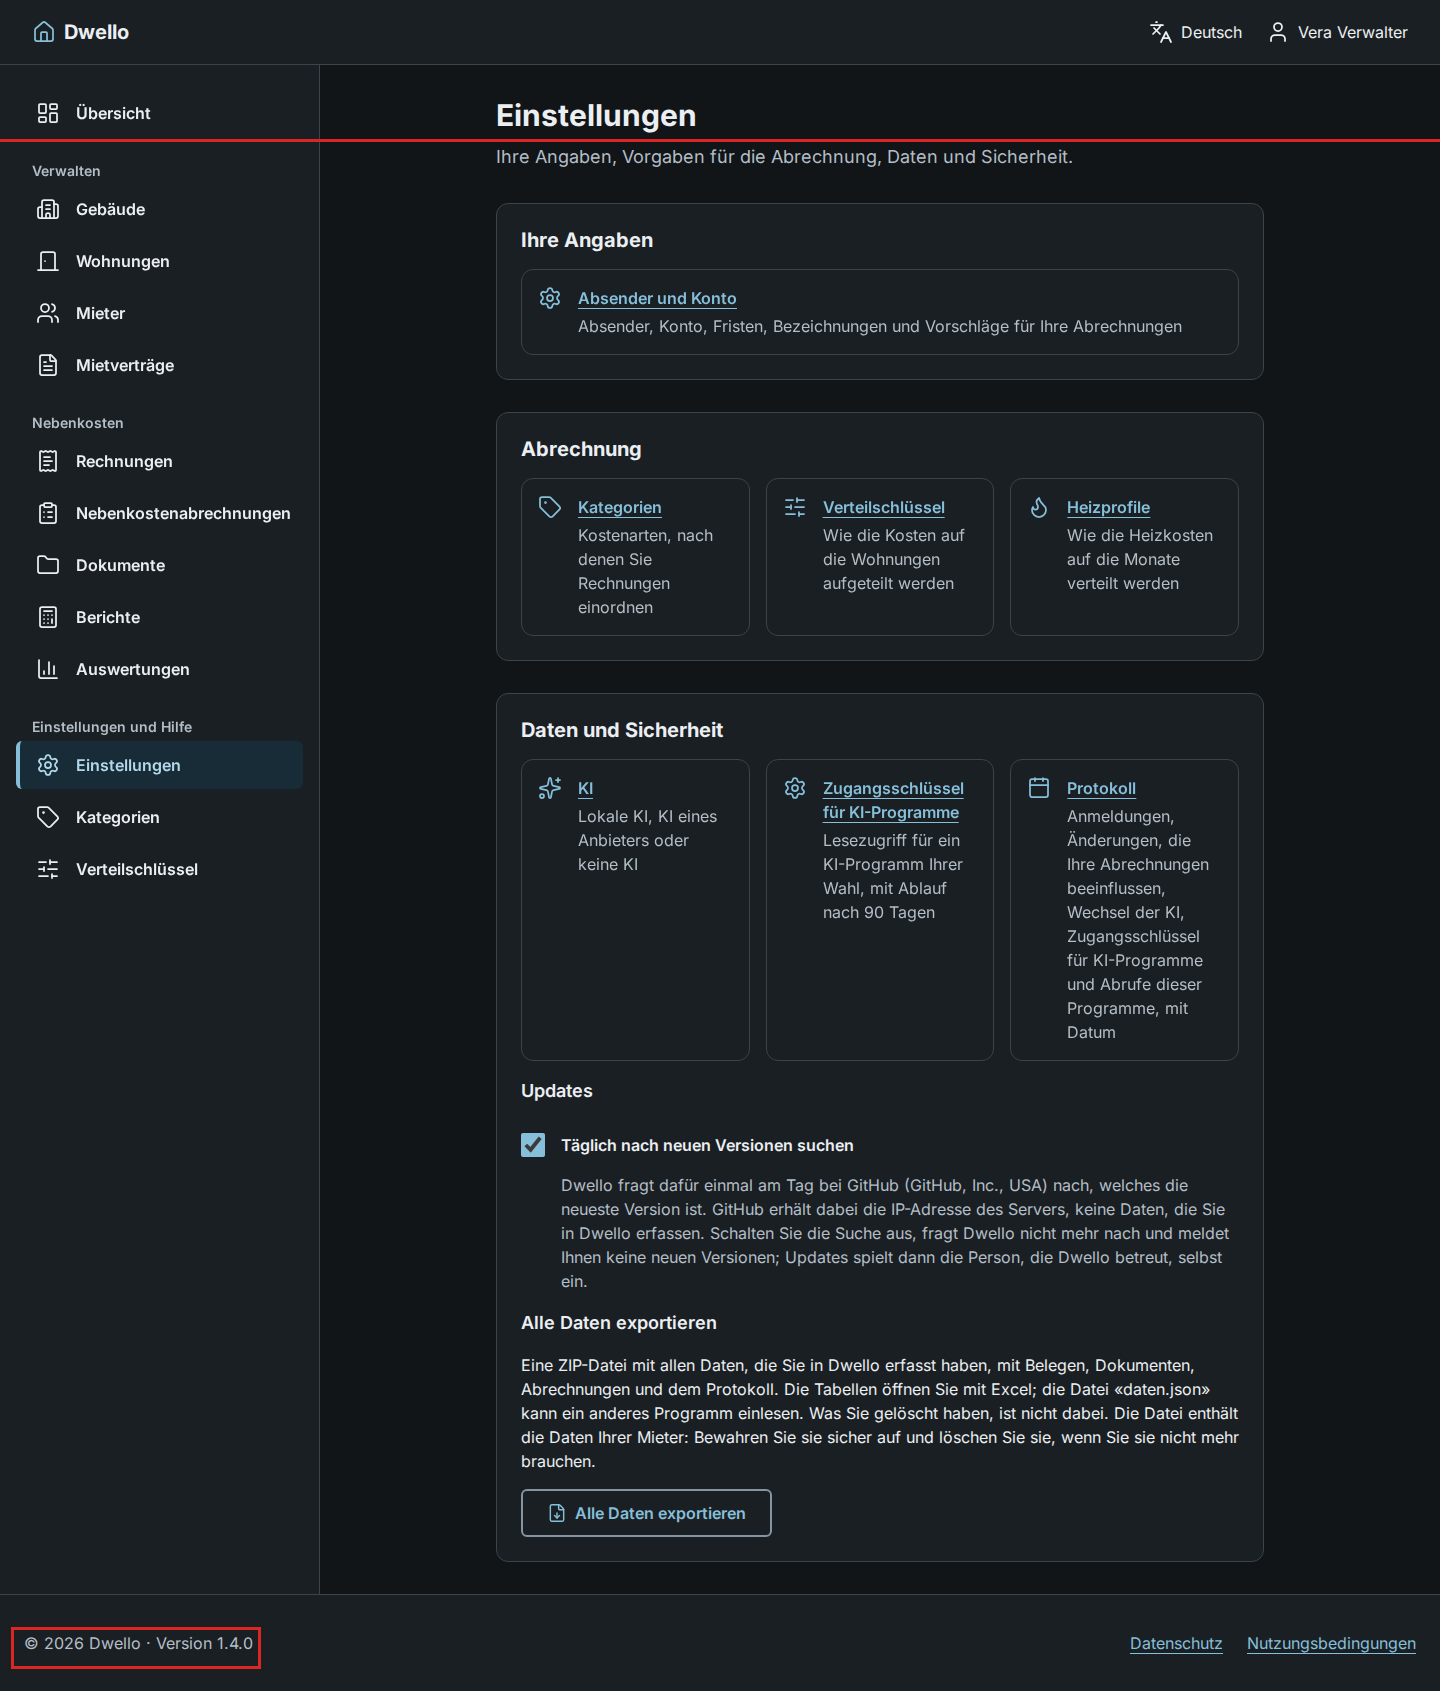 Dwello
Deutsch
Vera Verwalter
Übersicht
Verwalten
Gebäude
Wohnungen
Mieter
Mietverträge
Nebenkosten
Rechnungen
Nebenkostenabrechnungen
Dokumente
Berichte
Auswertungen
Einstellungen und Hilfe
Einstellungen
Kategorien
Verteilschlüssel
Einstellungen
Ihre Angaben, Vorgaben für die Abrechnung, Daten und Sicherheit.
Ihre Angaben
Absender und Konto
Absender, Konto, Fristen, Bezeichnungen und Vorschläge für Ihre Abrechnungen
Abrechnung
Kategorien
Kostenarten, nach
denen Sie
Rechnungen
einordnen
Verteilschlüssel
Wie die Kosten auf
die Wohnungen
aufgeteilt werden
Heizprofile
Wie die Heizkosten
auf die Monate
verteilt werden
Daten und Sicherheit
KI
Lokale KI, KI eines
Anbieters oder
keine KI
Zugangsschlüssel
für KI-Programme
Lesezugriff für ein
KI-Programm Ihrer
Wahl, mit Ablauf
nach 90 Tagen
Protokoll
Anmeldungen,
Änderungen, die
Ihre Abrechnungen
beeinflussen,
Wechsel der KI,
Zugangsschlüssel
für KI-Programme
und Abrufe dieser
Programme, mit
Datum
Updates
Täglich nach neuen Versionen suchen
Dwello fragt dafür einmal am Tag bei GitHub (GitHub, Inc., USA) nach, welches die
neueste Version ist. GitHub erhält dabei die IP-Adresse des Servers, keine Daten, die Sie
in Dwello erfassen. Schalten Sie die Suche aus, fragt Dwello nicht mehr nach und meldet
Ihnen keine neuen Versionen; Updates spielt dann die Person, die Dwello betreut, selbst
ein.
Alle Daten exportieren
Eine ZIP-Datei mit allen Daten, die Sie in Dwello erfasst haben, mit Belegen, Dokumenten,
Abrechnungen und dem Protokoll. Die Tabellen öffnen Sie mit Excel; die Datei «daten.json»
kann ein anderes Programm einlesen. Was Sie gelöscht haben, ist nicht dabei. Die Datei enthält
die Daten Ihrer Mieter: Bewahren Sie sie sicher auf und löschen Sie sie, wenn Sie sie nicht mehr
brauchen.
Alle Daten exportieren
© 2026 Dwello · Version 1.4.0
Datenschutz
Nutzungsbedingungen